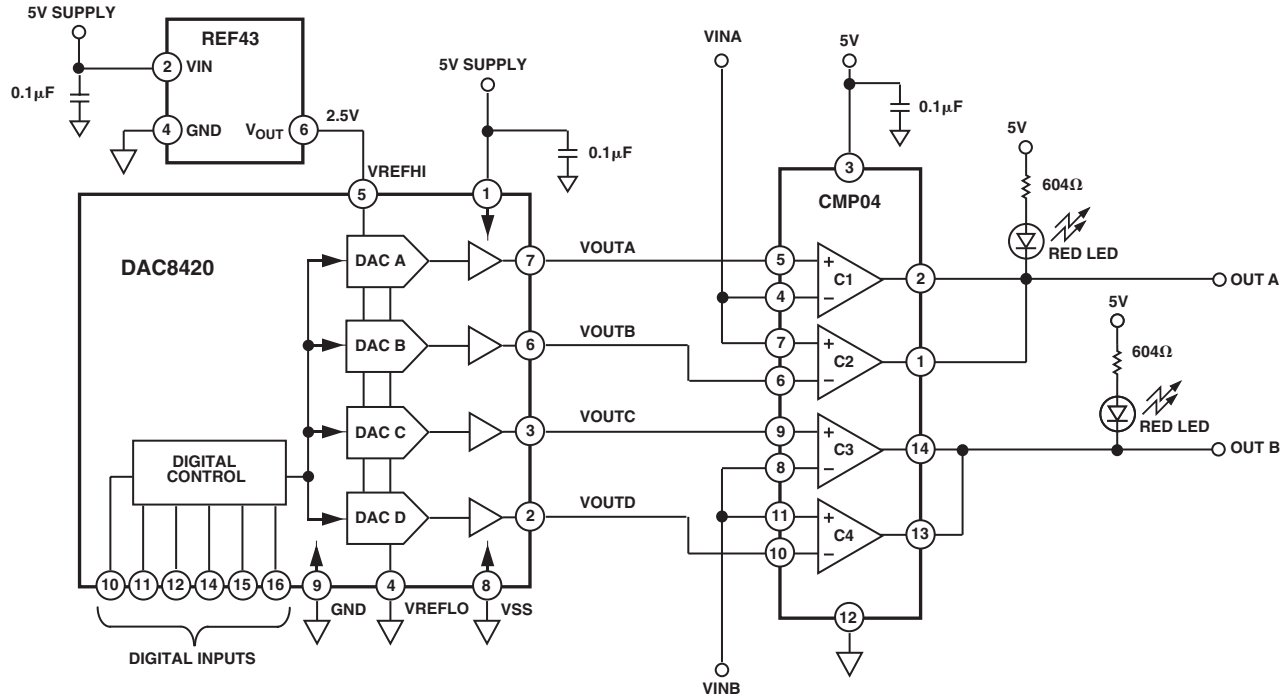 5V SUPPLY
REF43
2 VIN
0.1µF
4 GND
VOUT 6
2.5V
5V SUPPLY
0.1µF
VINA
5V
0.1µF
5V
604Ω
RED LED
VREFHI
5
1
3
CMP04
DAC8420
DAC A
7
VOUTA
5
+
4
–
C1
2
OUT A
DAC B
6
VOUTB
7
+
6
–
C2
1
5V
604Ω
RED LED
DAC C
3
VOUTC
9
+
8
–
C3
14
OUT B
DIGITAL
CONTROL
DAC D
2
VOUTD
11
+
10
–
C4
13
10 11 12 14 15 16
9 GND
4 VREFLO
8 VSS
12
DIGITAL INPUTS
VINB